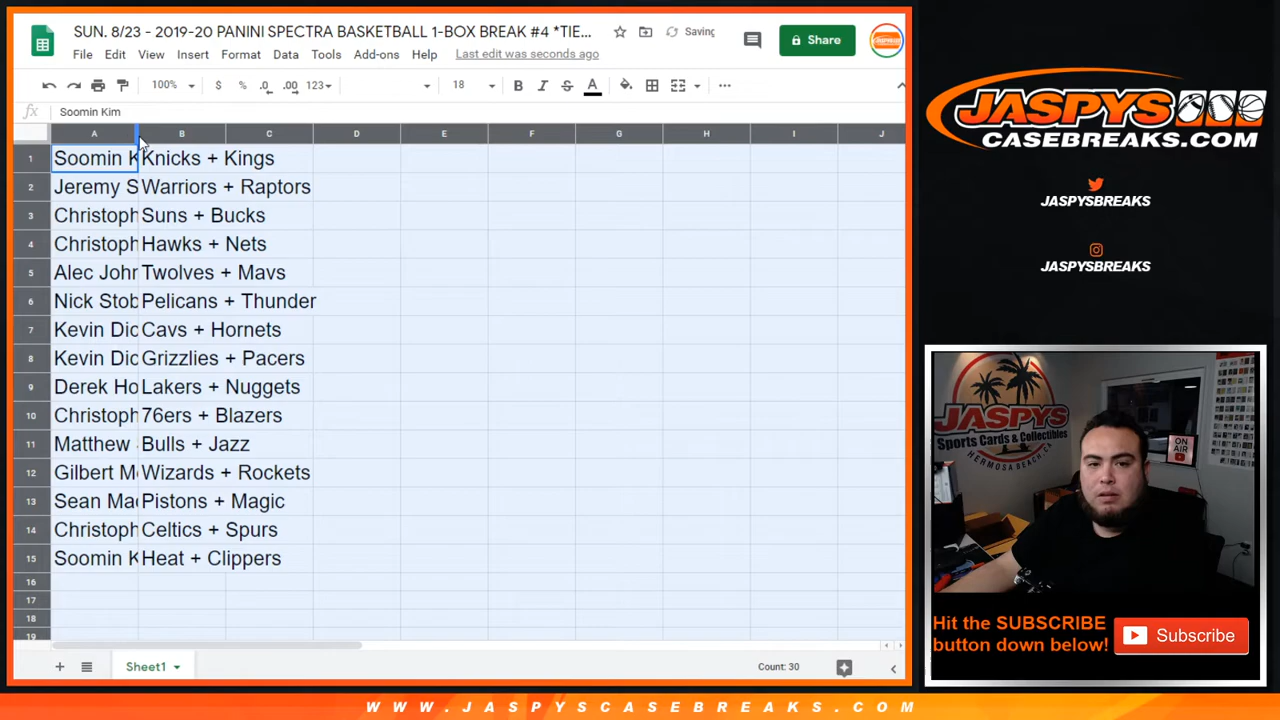 SUN. 8/23 - 2019-20 PANINI SPECTRA BASKETBALL 1-BOX BREAK #4 *TIE...
Saving
Share
File Edit View Insert Format Data Tools Add-ons Help Last edit was seconds ago
100% $ % .0 .00 123 18 B I S A
fx Soomin Kim
A B C D E F G H I J
1 Soomin K Knicks + Kings
2 Jeremy S Warriors + Raptors
3 Christoph Suns + Bucks
4 Christoph Hawks + Nets
5 Alec John Twolves + Mavs
6 Nick Stob Pelicans + Thunder
7 Kevin Dic Cavs + Hornets
8 Kevin Dic Grizzlies + Pacers
9 Derek Ho Lakers + Nuggets
10 Christoph 76ers + Blazers
11 Matthew Bulls + Jazz
12 Gilbert Mc Wizards + Rockets
13 Sean Mac Pistons + Magic
14 Christoph Celtics + Spurs
15 Soomin K Heat + Clippers
16
17
18
19
Sheet1
Count: 30
JASPYS
CASEBREAKS.COM
JASPYSBREAKS
JASPYSBREAKS
JASPYS
Sports Cards & Collectibles
HERMOSA BEACH, CA
ON AIR
Hit the SUBSCRIBE
button down below!
Subscribe
WWW.JASPYSCASEBREAKS.COM